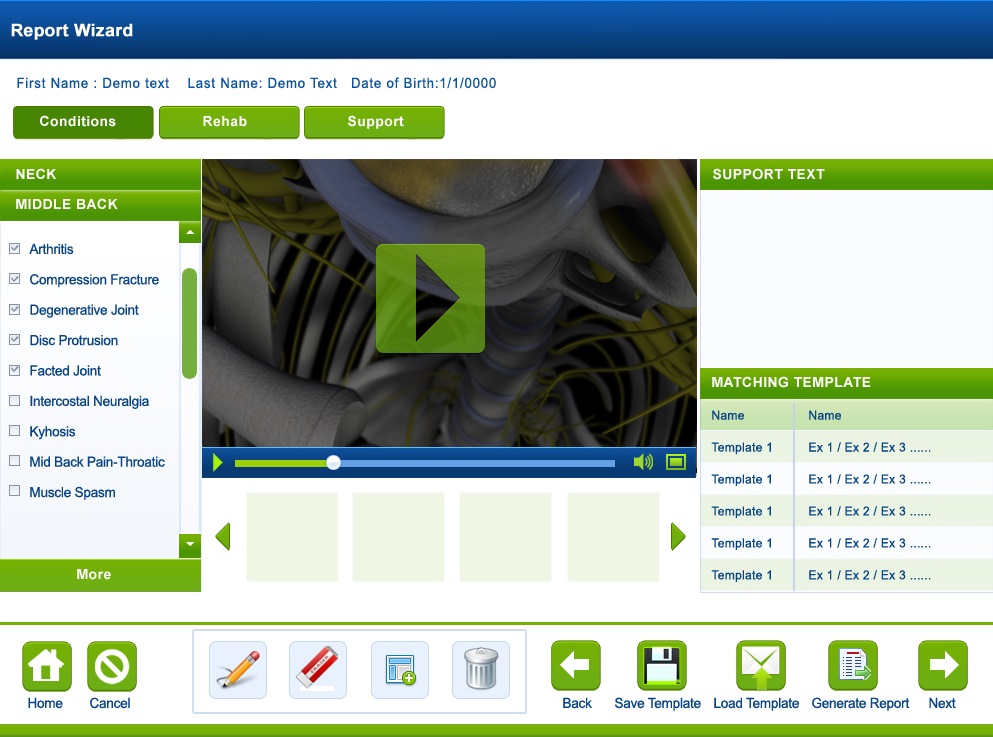 Report Wizard
First Name : Demo text Last Name: Demo Text Date of Birth:1/1/0000
Conditions Rehab Support
NECK
MIDDLE BACK
Arthritis
Compression Fracture
Degenerative Joint
Disc Protrusion
Facted Joint
Intercostal Neuralgia
Kyhosis
Mid Back Pain-Throatic
Muscle Spasm
More
SUPPORT TEXT
MATCHING TEMPLATE
Name Name
Template 1 Ex 1 / Ex 2 / Ex 3 ......
Template 1 Ex 1 / Ex 2 / Ex 3 ......
Template 1 Ex 1 / Ex 2 / Ex 3 ......
Template 1 Ex 1 / Ex 2 / Ex 3 ......
Template 1 Ex 1 / Ex 2 / Ex 3 ......
Home Cancel Back Save Template Load Template Generate Report Next